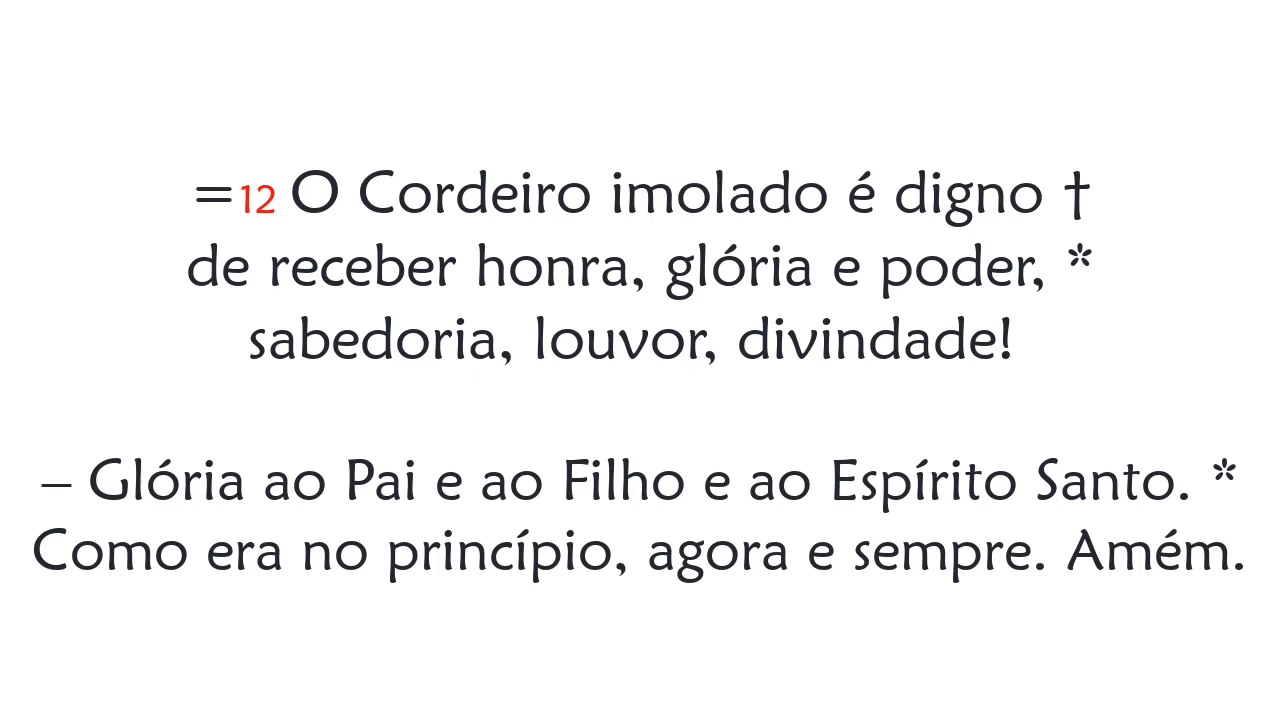 =12 O Cordeiro imolado é digno †
de receber honra, glória e poder, *
sabedoria, louvor, divindade!
– Glória ao Pai e ao Filho e ao Espírito Santo. *
Como era no princípio, agora e sempre. Amém.